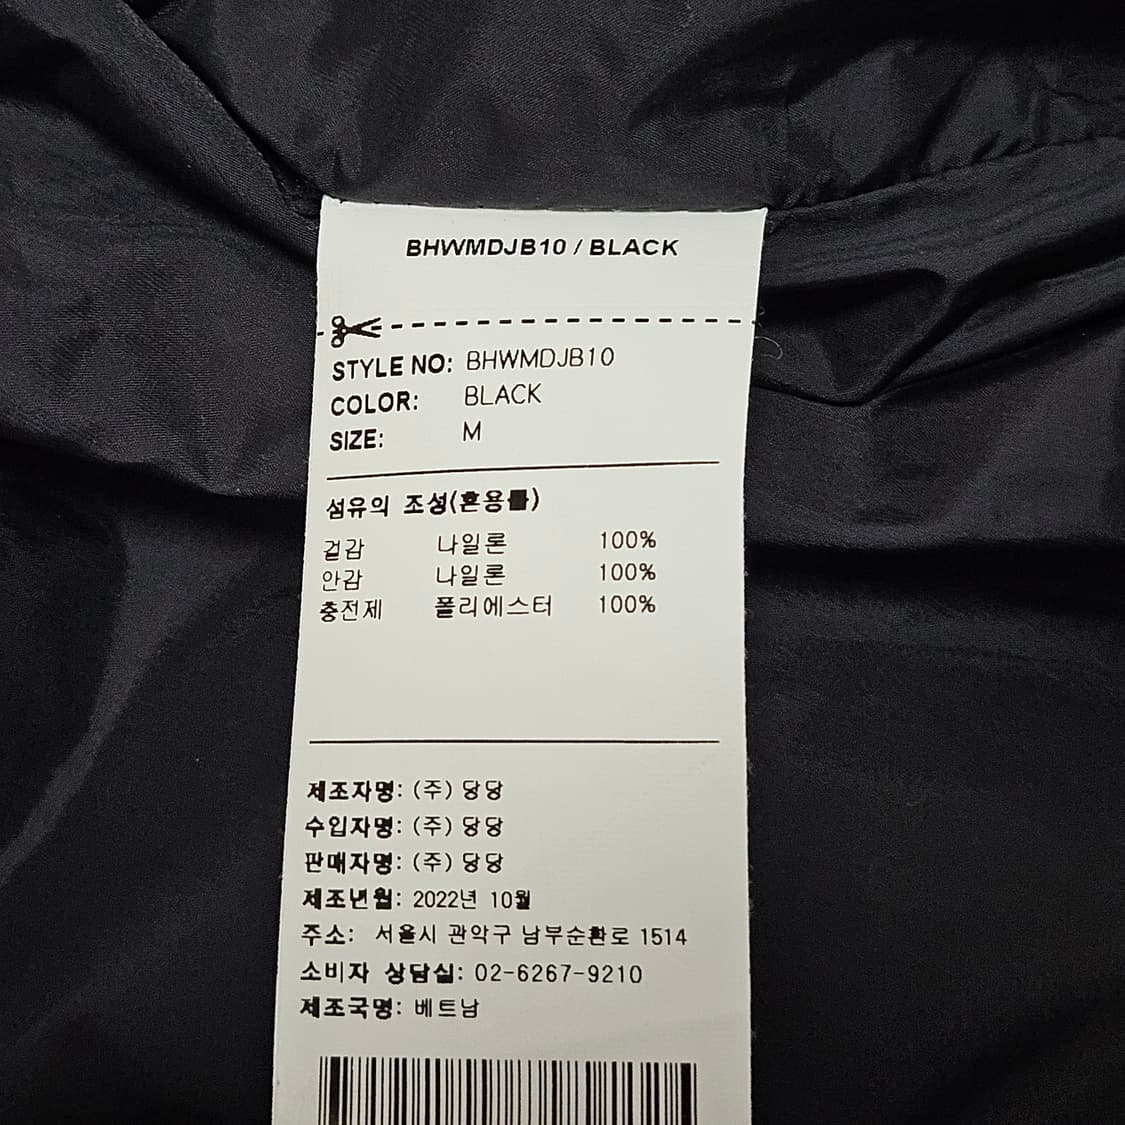 BHWMDJB10 / BLACK
STYLE NO: BHWMDJB10
COLOR: BLACK
SIZE: M
섬유의 조성(혼용률)
겉감 나일론 100%
안감 나일론 100%
충전제 폴리에스터 100%
제조자명: (주) 당당
수입자명: (주) 당당
판매자명: (주) 당당
제조년월: 2022년 10월
주소: 서울시 관악구 남부순환로 1514
소비자 상담실: 02-6267-9210
제조국명: 베트남